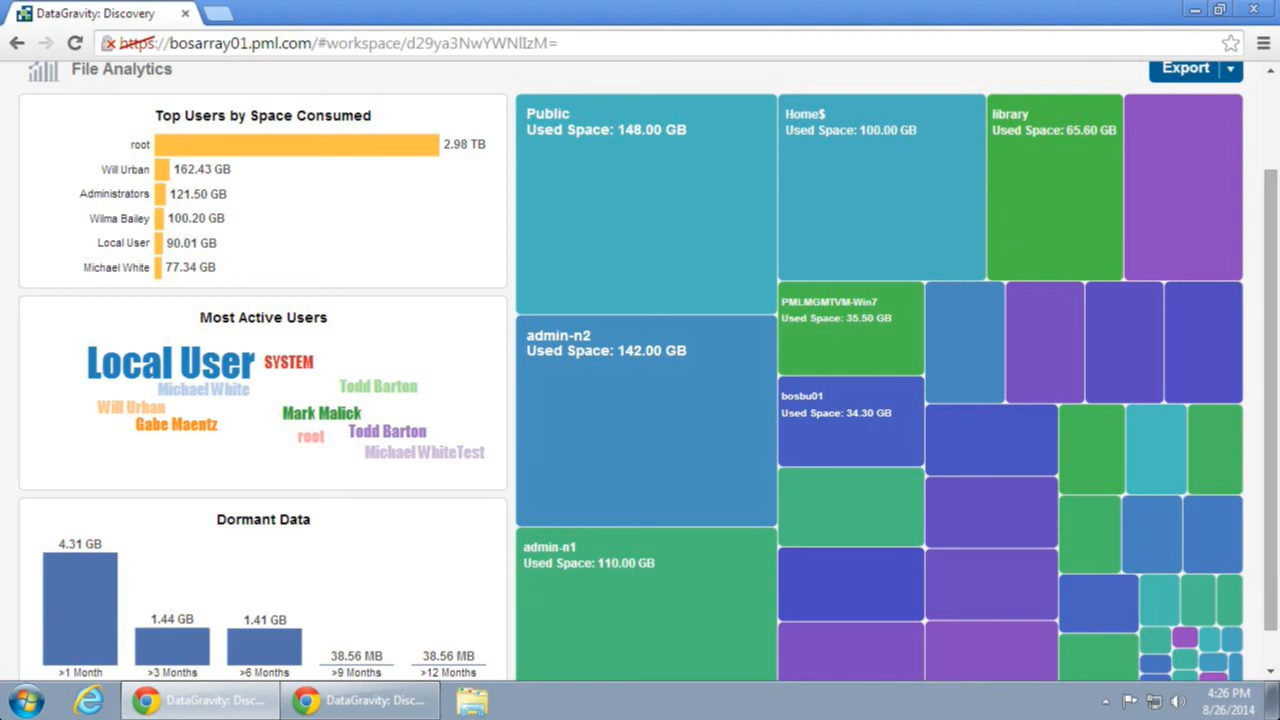 DataGravity: Discovery
https://bosarray01.pml.com/#workspace/d29ya3NwYWNlIzM=
File Analytics
Export
Top Users by Space Consumed
root 2.98 TB
Will Urban 162.43 GB
Administrators 121.50 GB
Wilma Bailey 100.20 GB
Local User 90.01 GB
Michael White 77.34 GB
Most Active Users
Local User SYSTEM
Michael White Todd Barton
Will Urban Mark Malick
Gabe Maentz root Todd Barton
Michael WhiteTest
Dormant Data
4.31 GB
1.44 GB 1.41 GB
38.56 MB 38.56 MB
>1 Month >3 Months >6 Months >9 Months >12 Months
Public
Used Space: 148.00 GB
Home$
Used Space: 100.00 GB
library
Used Space: 65.60 GB
admin-n2
Used Space: 142.00 GB
PMLMGMTVM-Win7
Used Space: 35.50 GB
bosbu01
Used Space: 34.30 GB
admin-n1
Used Space: 110.00 GB
DataGravity: Disc...
DataGravity: Disc...
4:26 PM
8/26/2014